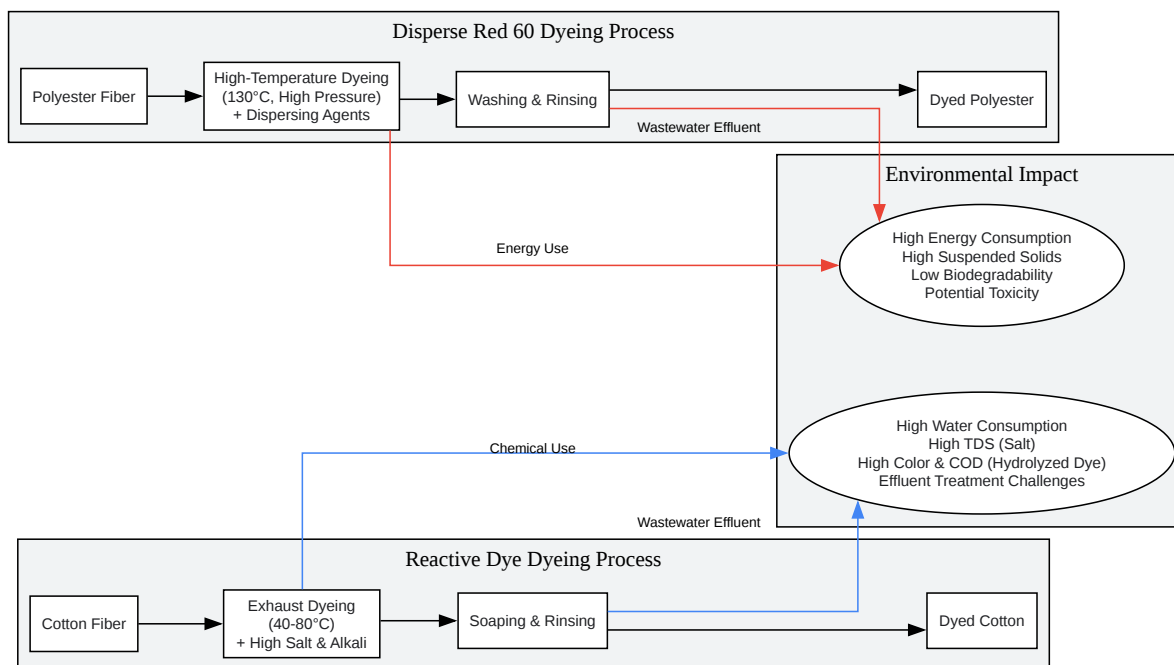 Disperse Red 60 Dyeing Process
Polyester Fiber
High-Temperature Dyeing
(130°C, High Pressure)
+ Dispersing Agents
Washing & Rinsing
Dyed Polyester
Wastewater Effluent
Environmental Impact
Energy Use
High Energy Consumption
High Suspended Solids
Low Biodegradability
Potential Toxicity
Chemical Use
High Water Consumption
High TDS (Salt)
High Color & COD (Hydrolyzed Dye)
Effluent Treatment Challenges
Wastewater Effluent
Reactive Dye Dyeing Process
Cotton Fiber
Exhaust Dyeing
(40-80°C)
+ High Salt & Alkali
Soaping & Rinsing
Dyed Cotton